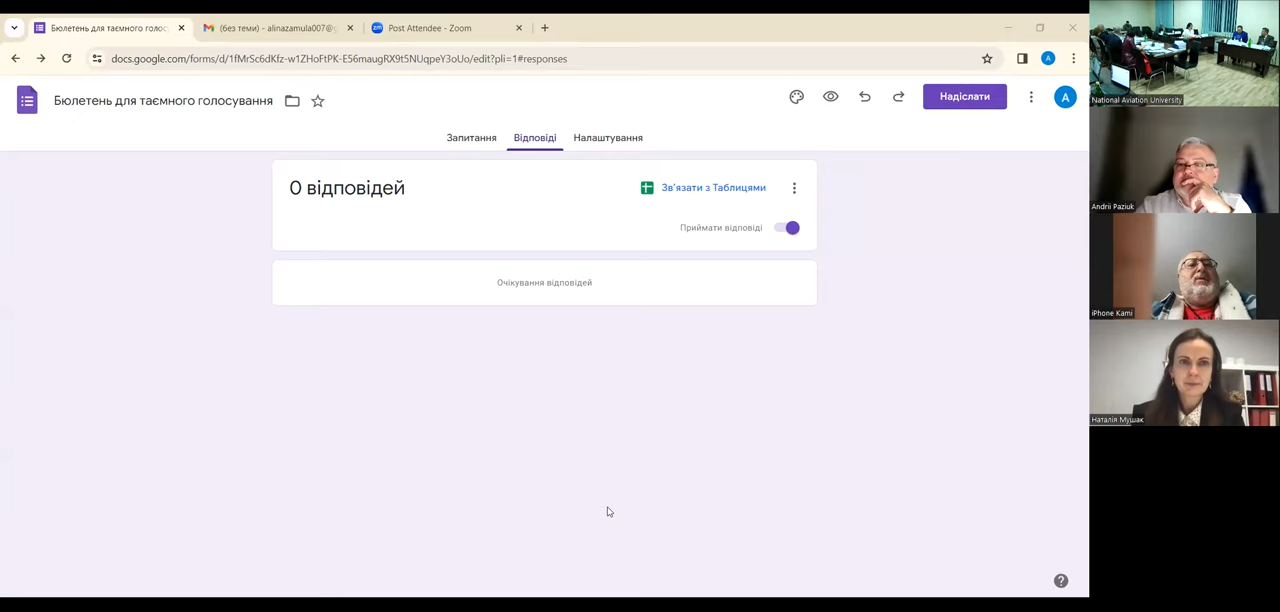 Бюлетень для таємного голос
(без теми) - alinazamula007@
Post Attendee - Zoom
docs.google.com/forms/d/1fMrSc6dKfz-w1ZHoFtPK-E56maugRX9t5NUqpeY3oUo/edit?pli=1#responses
Бюлетень для таємного голосування
Надіслати
A
Запитання
Відповіді
Налаштування
0 відповідей
Зв'язати з Таблицями
Приймати відповіді
Очікування відповідей
National Aviation University
Andrii Paziuk
iPhone Kami
Наталія Мушак